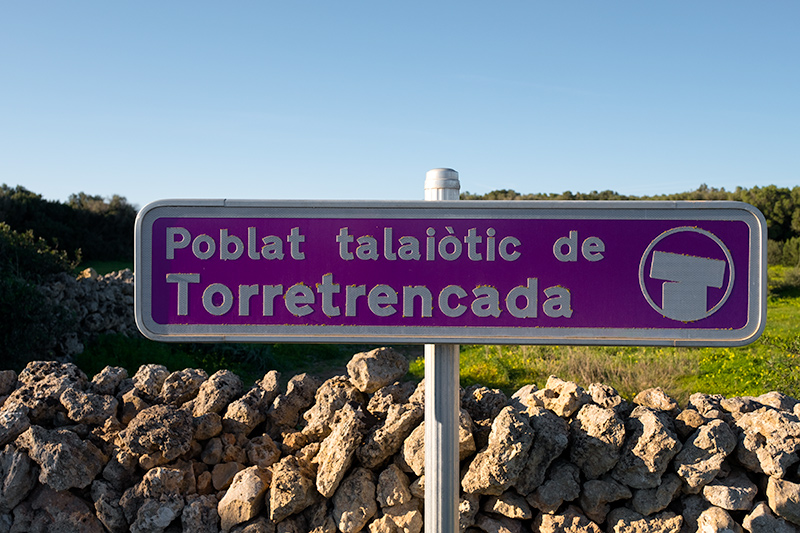 Poblat talaiòtic de
Torretrencada